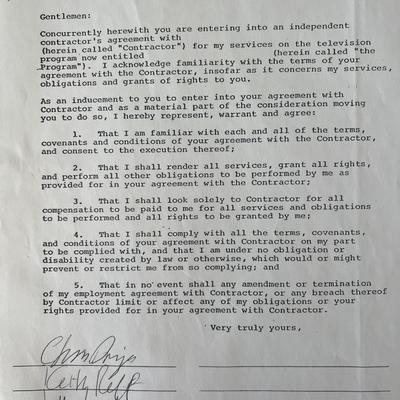 Gentlemen:
Concurrently herewith you are entering into an independent
contractor's agreement with
(herein called "Contractor") for my services on the television
program now entitled (herein called "the
Program"). I acknowledge familiarity with the terms of your
agreement with the Contractor, insofar as it concerns my services,
obligations and grants of rights to you.
As an inducement to you to enter into your agreement with
Contractor and as a material part of the consideration moving
you to do so, I hereby represent, warrant and agree:
1. That I am familiar with each and all of the terms,
covenants and conditions of your agreement with the Contractor,
and consent to the execution thereof;
2. That I shall render all services, grant all rights,
and perform all other obligations to be performed by me as
provided for in your agreement with the Contractor;
3. That I shall look solely to Contractor for all
compensation to be paid to me for all services and obligations
to be performed and all rights to be granted by me;
4. That I shall comply with all the terms, covenants,
and conditions of your agreement with Contractor on my part
to be complied with, and that I am under no obligation or
disability created by law or otherwise, which would or might
prevent or restrict me from so complying; and
5. That in no event shall any amendment or termination
of my employment agreement with Contractor, or any breach thereof
by Contractor limit or affect any of my obligations or your
rights provided for in your agreement with Contractor.
Very truly yours,